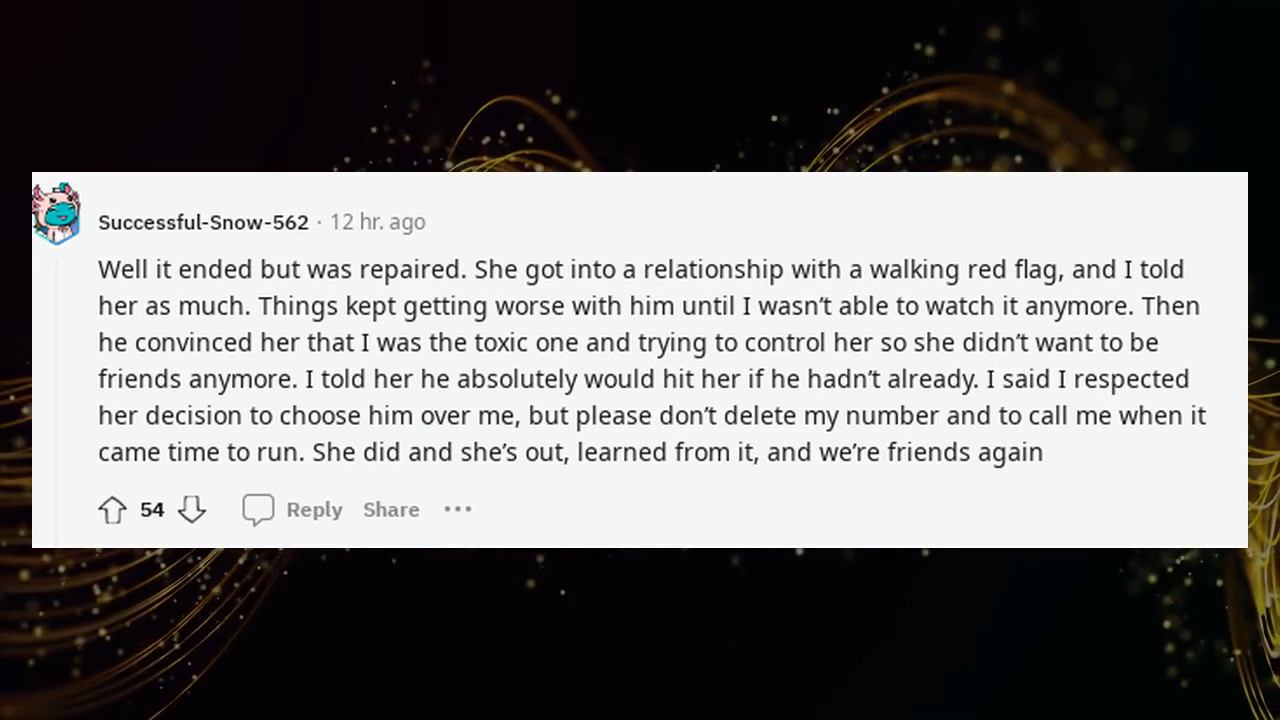 Successful-Snow-562 · 12 hr. ago
Well it ended but was repaired. She got into a relationship with a walking red flag, and I told
her as much. Things kept getting worse with him until I wasn’t able to watch it anymore. Then
he convinced her that I was the toxic one and trying to control her so she didn’t want to be
friends anymore. I told her he absolutely would hit her if he hadn’t already. I said I respected
her decision to choose him over me, but please don’t delete my number and to call me when it
came time to run. She did and she’s out, learned from it, and we’re friends again
54 Reply Share ···